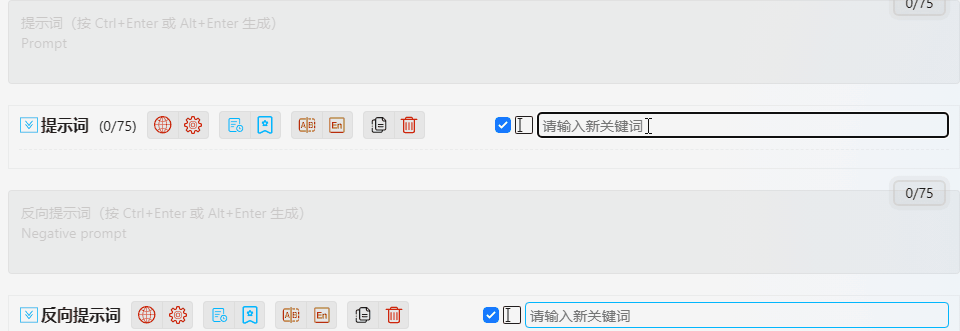 0/75
提示词（按 Ctrl+Enter 或 Alt+Enter 生成）
Prompt
提示词 (0/75) En 请输入新关键词
0/75
反向提示词（按 Ctrl+Enter 或 Alt+Enter 生成）
Negative prompt
反向提示词 En 请输入新关键词